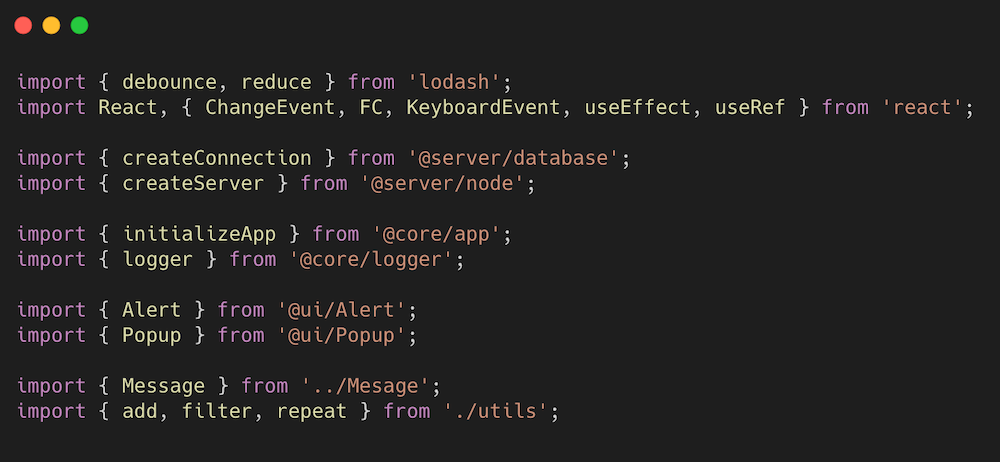 import { debounce, reduce } from 'lodash';
import React, { ChangeEvent, FC, KeyboardEvent, useEffect, useRef } from 'react';
import { createConnection } from '@server/database';
import { createServer } from '@server/node';
import { initializeApp } from '@core/app';
import { logger } from '@core/logger';
import { Alert } from '@ui/Alert';
import { Popup } from '@ui/Popup';
import { Message } from '../Mesage';
import { add, filter, repeat } from './utils';